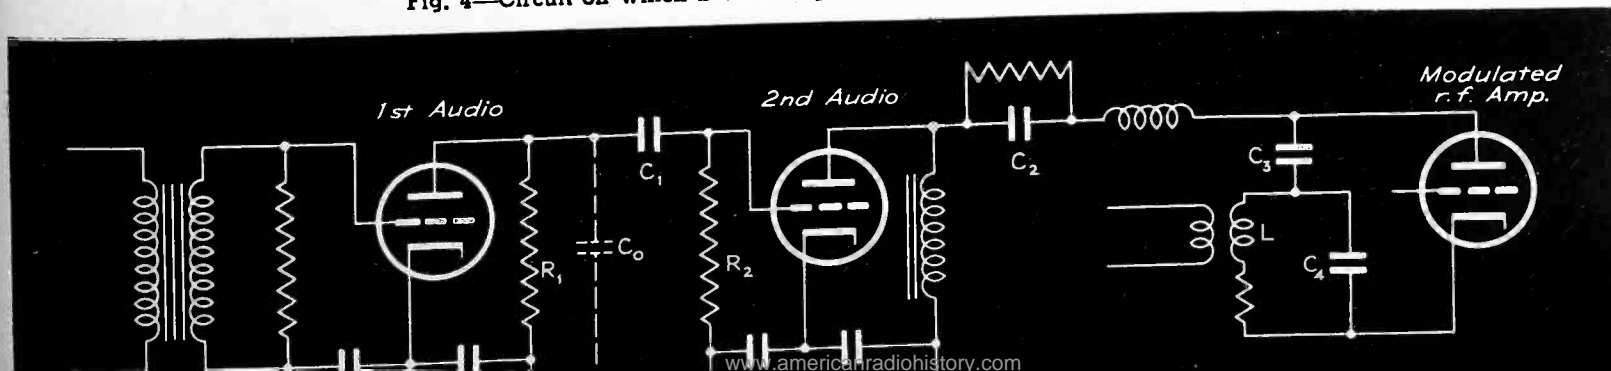 Fig. 4—Circuit on which
1st Audio
2nd Audio
Modulated
r.f. Amp.
C₁
C₂
C₃
L
C₀
R₁
R₂
C₄
www.americanradiohistory.com